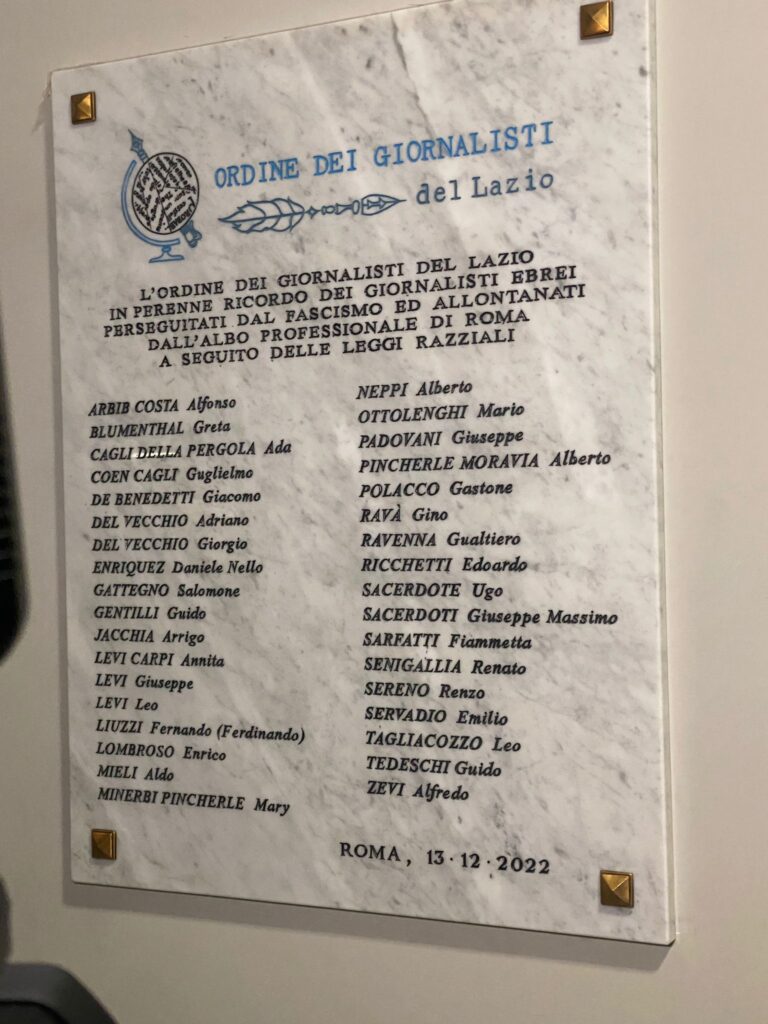 ORDINE DEI GIORNALISTI
del Lazio
L'ORDINE DEI GIORNALISTI DEL LAZIO
IN PERENNE RICORDO DEI GIORNALISTI EBREI
PERSEGUITATI DAL FASCISMO ED ALLONTANATI
DALL'ALBO PROFESSIONALE DI ROMA
A SEGUITO DELLE LEGGI RAZZIALI
ARBIB COSTA Alfonso
BLUMENTHAL Greta
CAGLI DELLA PERGOLA Ada
COEN CAGLI Guglielmo
DE BENEDETTI Giacomo
DEL VECCHIO Adriano
DEL VECCHIO Giorgio
ENRIQUEZ Daniele Nello
GATTEGNO Salomone
GENTILLI Guido
JACCHIA Arrigo
LEVI CARPI Annita
LEVI Giuseppe
LEVI Leo
LIUZZI Fernando (Ferdinando)
LOMBROSO Enrico
MIELI Aldo
MINERBI PINCHERLE Mary
NEPPI Alberto
OTTOLENGHI Mario
PADOVANI Giuseppe
PINCHERLE MORAVIA Alberto
POLACCO Gastone
RAVÀ Gino
RAVENNA Gualtiero
RICCHETTI Edoardo
SACERDOTE Ugo
SACERDOTI Giuseppe Massimo
SARFATTI Fiammetta
SENIGALLIA Renato
SERENO Renzo
SERVADIO Emilio
TAGLIACOZZO Leo
TEDESCHI Guido
ZEVI Alfredo
ROMA, 13·12·2022